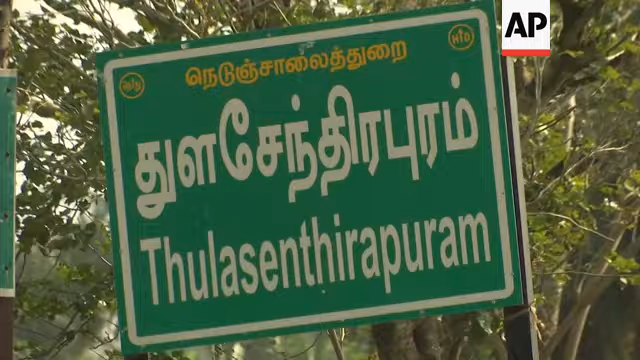 AP
நெடுஞ்சாலைத்துறை
துளசேந்திரபுரம்
Thulasenthirapuram